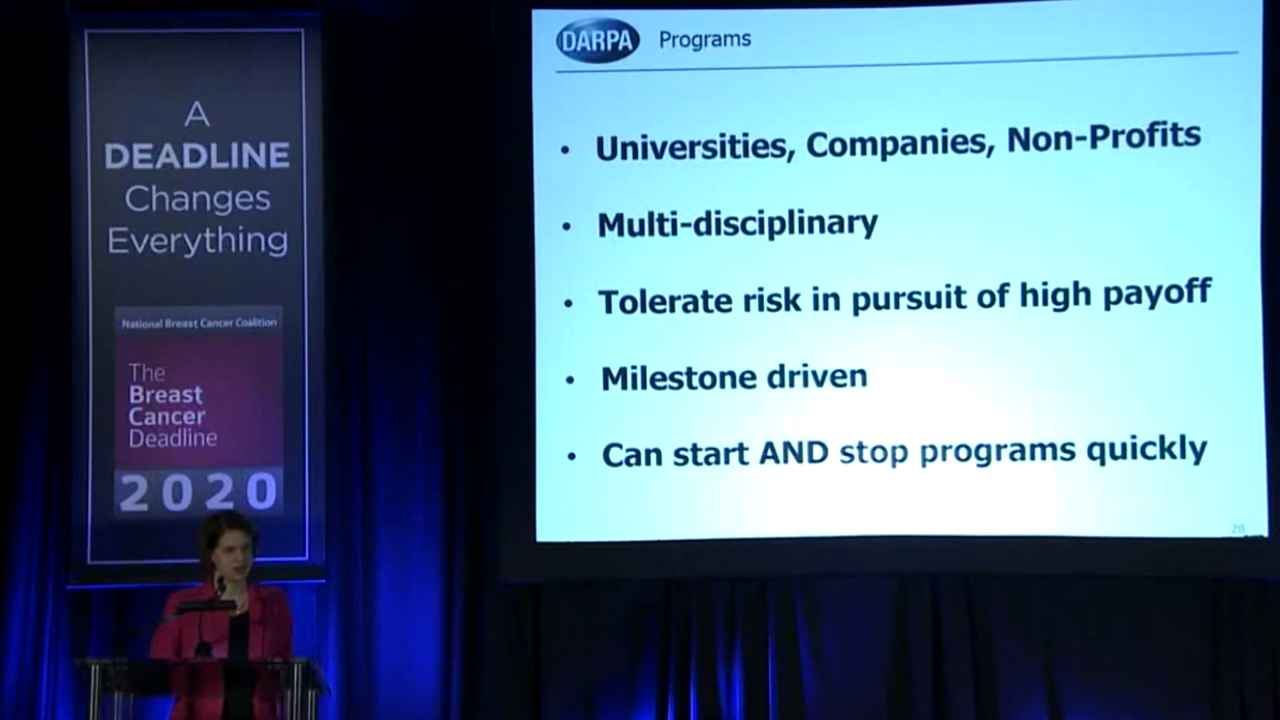 A
DEADLINE
Changes
Everything
National Breast Cancer Coalition
The
Breast
Cancer
Deadline
2020
DARPA Programs
• Universities, Companies, Non-Profits
• Multi-disciplinary
• Tolerate risk in pursuit of high payoff
• Milestone driven
• Can start AND stop programs quickly
28